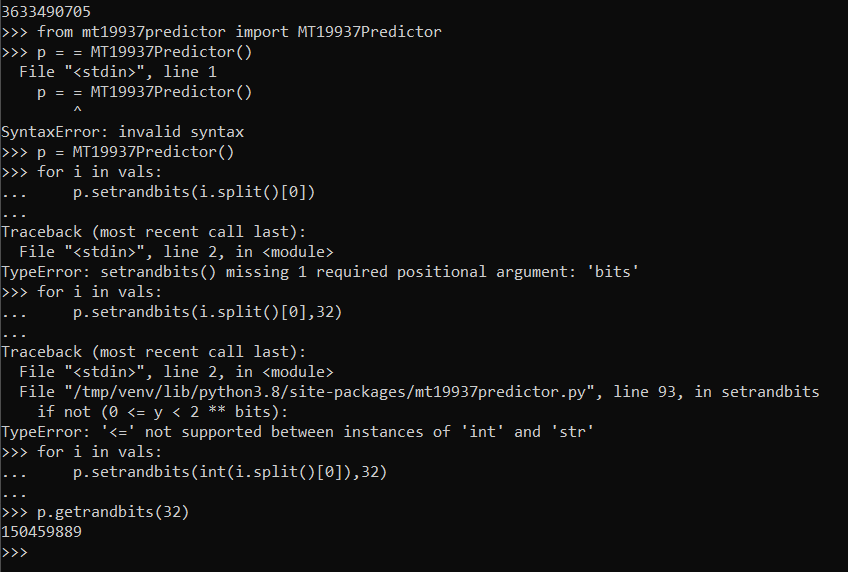 3633490705
>>> from mt19937predictor import MT19937Predictor
>>> p = = MT19937Predictor()
  File "<stdin>", line 1
    p = = MT19937Predictor()
        ^
SyntaxError: invalid syntax
>>> p = MT19937Predictor()
>>> for i in vals:
...     p.setrandbits(i.split()[0])
...
Traceback (most recent call last):
  File "<stdin>", line 2, in <module>
TypeError: setrandbits() missing 1 required positional argument: 'bits'
>>> for i in vals:
...     p.setrandbits(i.split()[0],32)
...
Traceback (most recent call last):
  File "<stdin>", line 2, in <module>
  File "/tmp/venv/lib/python3.8/site-packages/mt19937predictor.py", line 93, in setrandbits
    if not (0 <= y < 2 ** bits):
TypeError: '<=' not supported between instances of 'int' and 'str'
>>> for i in vals:
...     p.setrandbits(int(i.split()[0]),32)
...
>>> p.getrandbits(32)
150459889
>>>